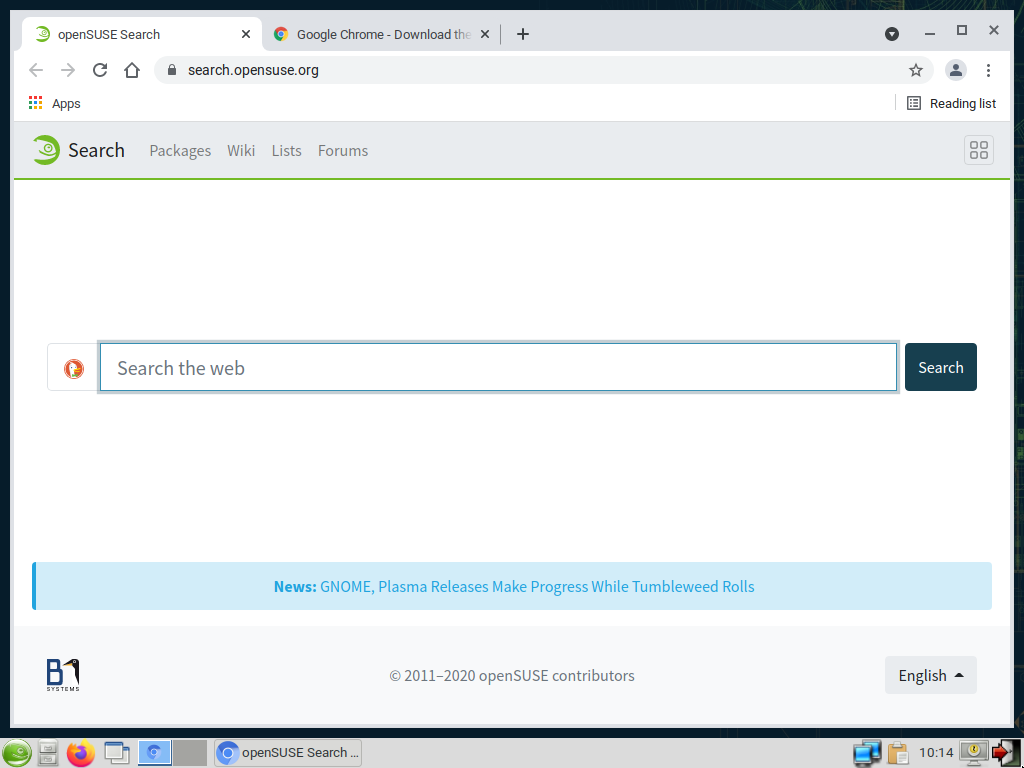 openSUSE Search
Google Chrome - Download the
search.opensuse.org
Apps
Reading list
Search
Packages
Wiki
Lists
Forums
Search the web
Search
News: GNOME, Plasma Releases Make Progress While Tumbleweed Rolls
B1
SYSTEMS
© 2011–2020 openSUSE contributors
English
openSUSE Search ...
10:14